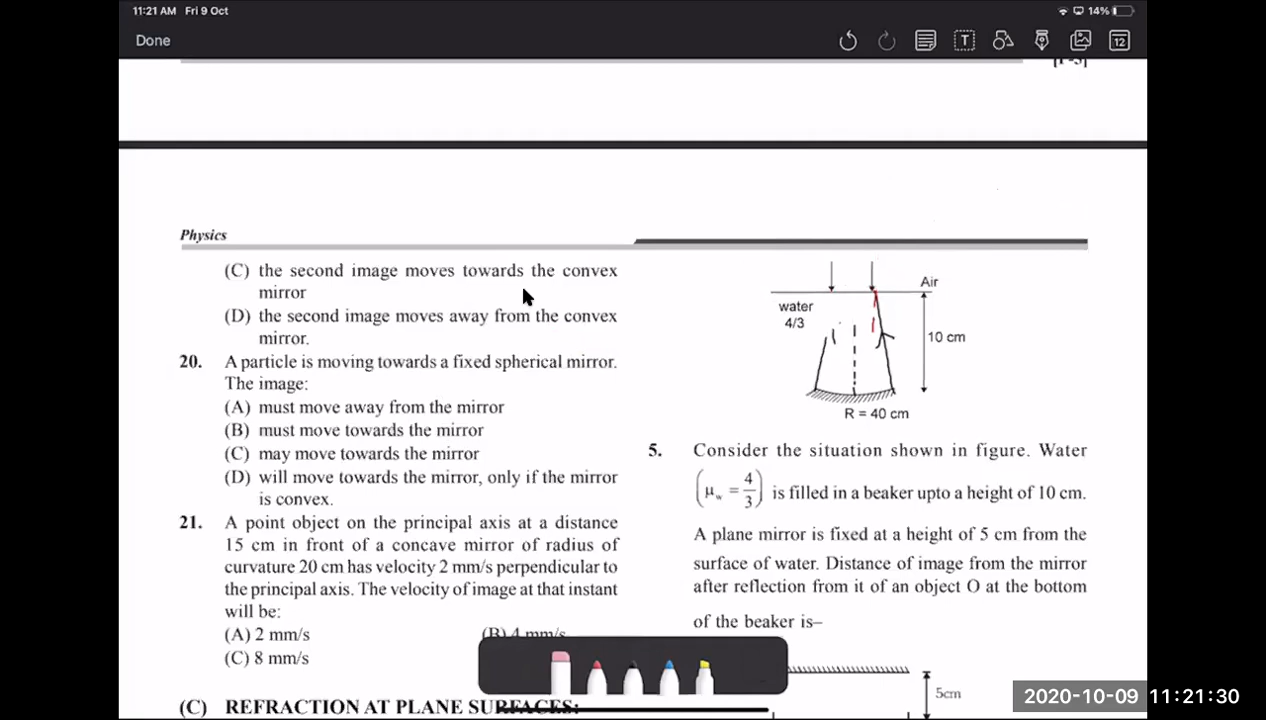 11:21 AM Fri 9 Oct
14%
Done
T
12
Physics
(C) the second image moves towards the convex
mirror
(D) the second image moves away from the convex
mirror.
20. A particle is moving towards a fixed spherical mirror.
The image:
(A) must move away from the mirror
(B) must move towards the mirror
(C) may move towards the mirror
(D) will move towards the mirror, only if the mirror
is convex.
21. A point object on the principal axis at a distance
15 cm in front of a concave mirror of radius of
curvature 20 cm has velocity 2 mm/s perpendicular to
the principal axis. The velocity of image at that instant
will be:
(A) 2 mm/s (B) 4 mm/s
(C) 8 mm/s
(C) REFRACTION AT PLANE SURFACES:
Air
water
4/3
10 cm
R = 40 cm
5. Consider the situation shown in figure. Water
(μw = 4/3) is filled in a beaker upto a height of 10 cm.
A plane mirror is fixed at a height of 5 cm from the
surface of water. Distance of image from the mirror
after reflection from it of an object O at the bottom
of the beaker is–
5cm
2020-10-09 11:21:30